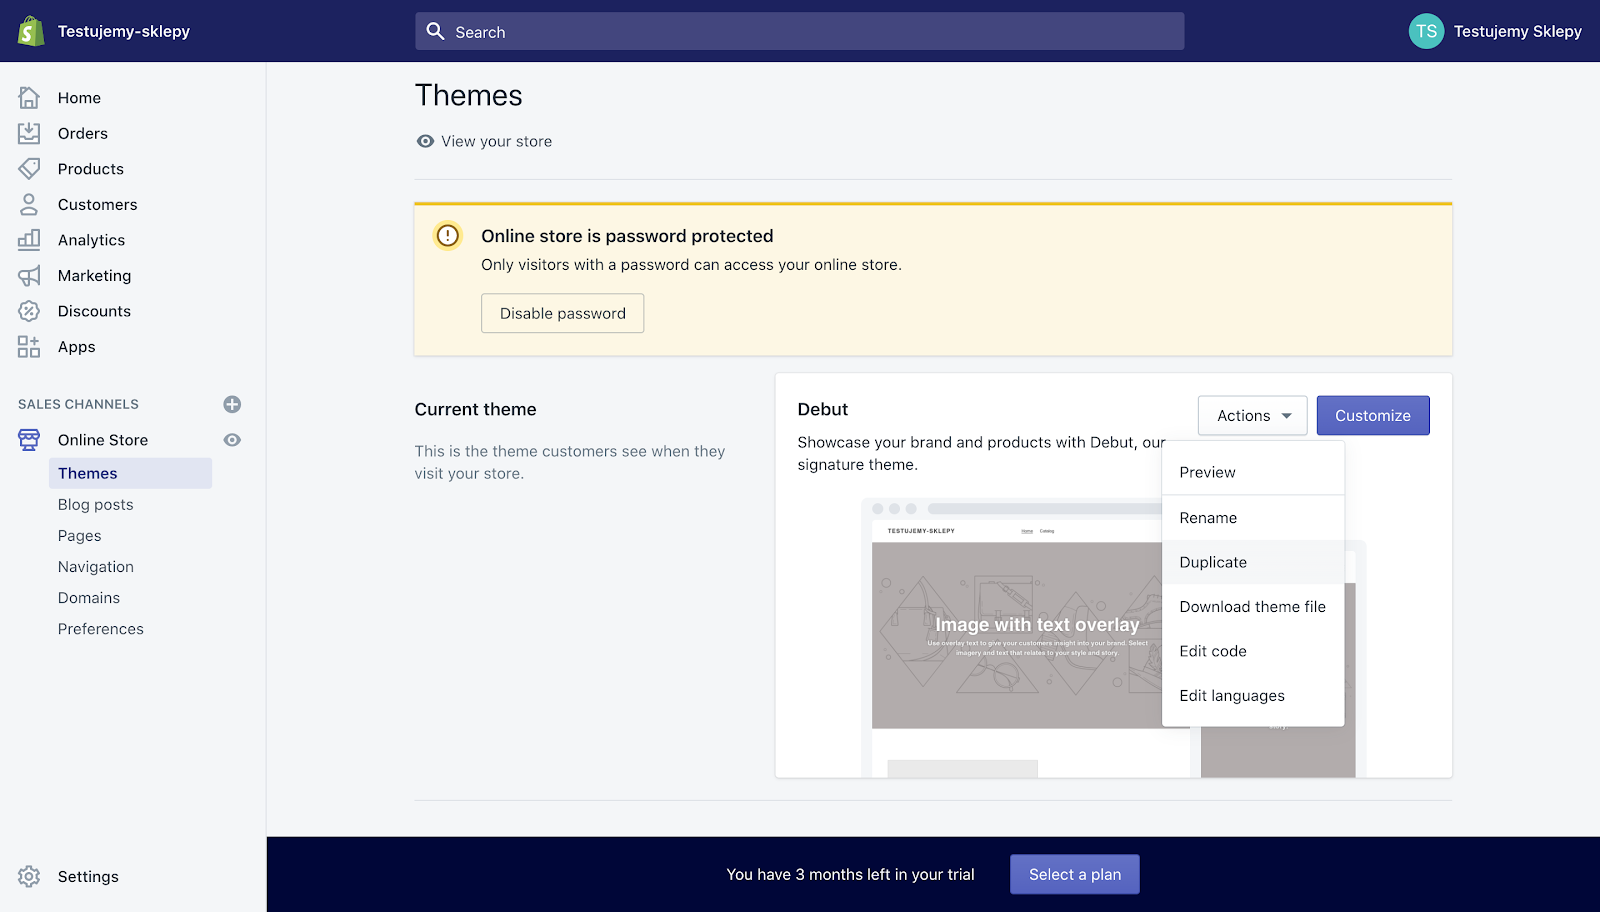 Testujemy-sklepy
Search
TS
Testujemy Sklepy
Home
Orders
Products
Customers
Analytics
Marketing
Discounts
Apps
SALES CHANNELS
Online Store
Themes
Blog posts
Pages
Navigation
Domains
Preferences
Settings
Themes
View your store
Online store is password protected
Only visitors with a password can access your online store.
Disable password
Current theme
This is the theme customers see when they
visit your store.
Debut
Showcase your brand and products with Debut, our
signature theme.
Actions
Customize
Preview
Rename
Duplicate
Download theme file
Edit code
Edit languages
TESTUJEMY-SKLEPY
Home
Catalog
Image with text overlay
Use overlay text to give your customers insight into your brand. Select
imagery and text that relates to your style and story.
You have 3 months left in your trial
Select a plan